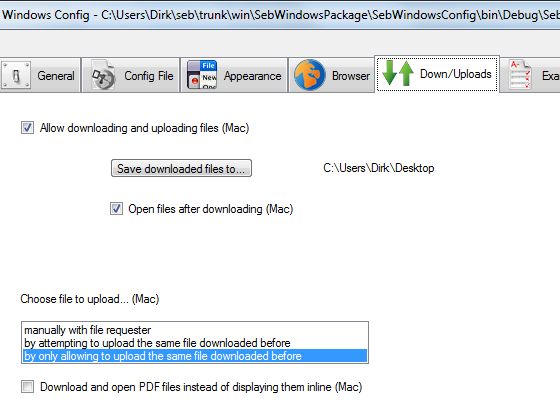 Windows Config - C:\Users\Dirk\seb\trunk\win\SebWindowsPackage\SebWindowsConfig\bin\Debug\Seb
General
Config File
File
New
Ope
Appearance
Browser
Down/Uploads
A+
Exa
Allow downloading and uploading files (Mac)
Save downloaded files to...
C:\Users\Dirk\Desktop
Open files after downloading (Mac)
Choose file to upload... (Mac)
manually with file requester
by attempting to upload the same file downloaded before
by only allowing to upload the same file downloaded before
Download and open PDF files instead of displaying them inline (Mac)